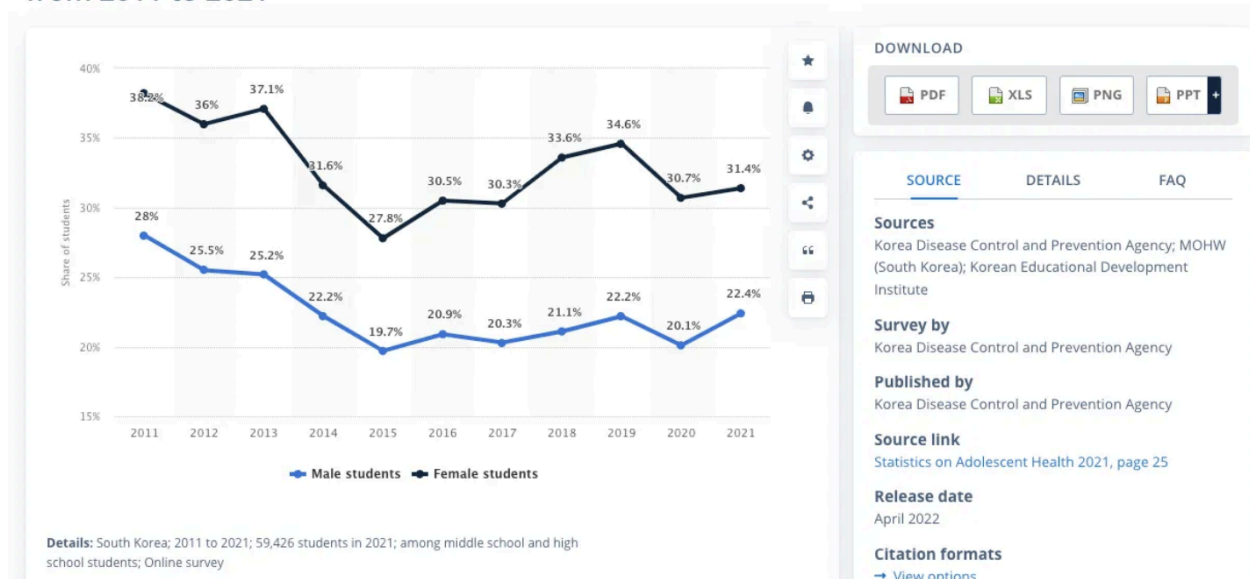 from 2011 to 2021
40%
35%
30%
25%
20%
15%
Share of students
38.2%
36%
37.1%
31.6%
27.8%
30.5%
30.3%
33.6%
34.6%
30.7%
31.4%
28%
25.5%
25.2%
22.2%
19.7%
20.9%
20.3%
21.1%
22.2%
20.1%
22.4%
2011 2012 2013 2014 2015 2016 2017 2018 2019 2020 2021
Male students Female students
Details: South Korea; 2011 to 2021; 59,426 students in 2021; among middle school and high
school students; Online survey
DOWNLOAD
PDF XLS PNG PPT +
SOURCE DETAILS FAQ
Sources
Korea Disease Control and Prevention Agency; MOHW
(South Korea); Korean Educational Development
Institute
Survey by
Korea Disease Control and Prevention Agency
Published by
Korea Disease Control and Prevention Agency
Source link
Statistics on Adolescent Health 2021, page 25
Release date
April 2022
Citation formats
→ View options